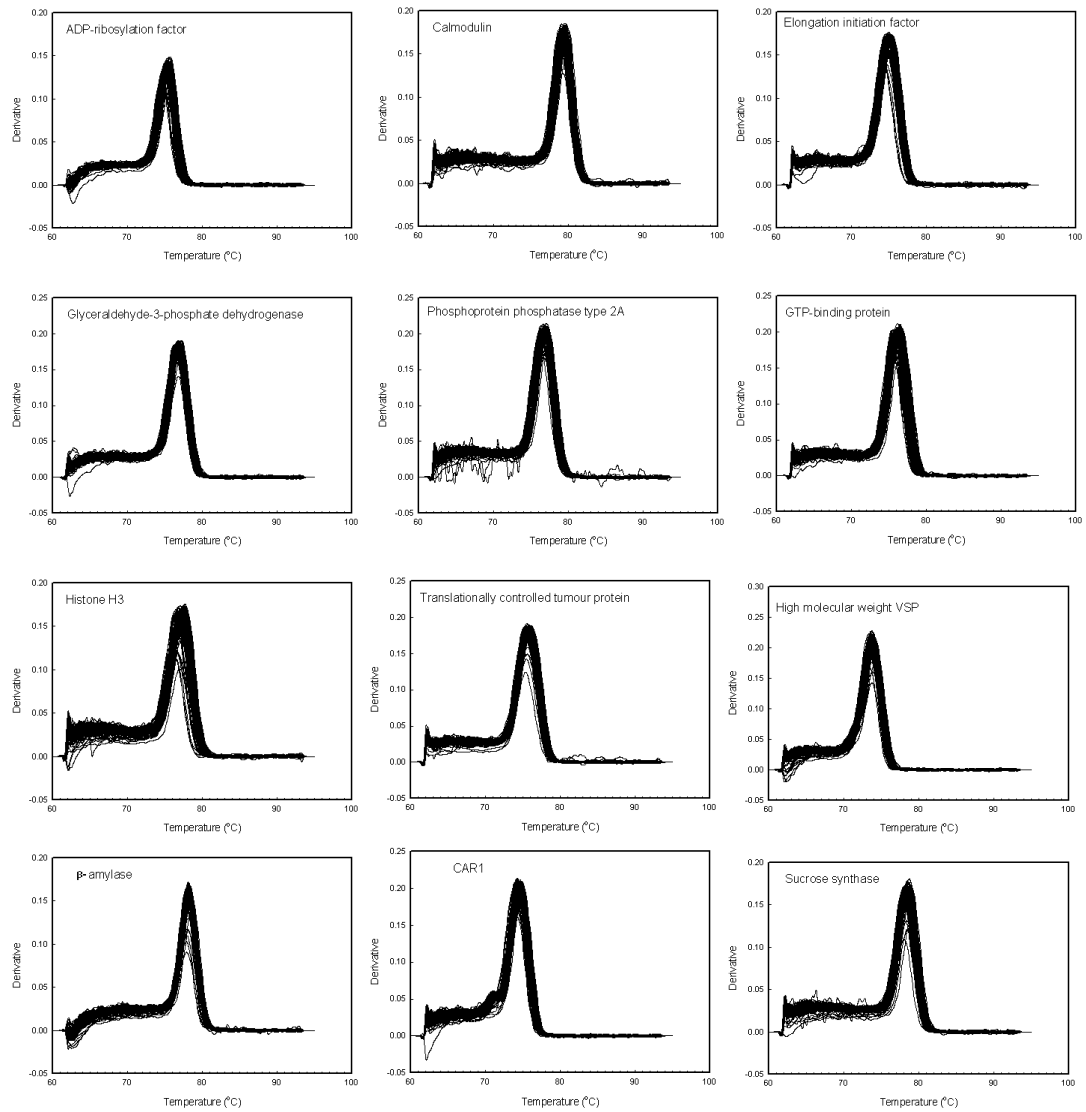 ADP-ribosylation factor
0.20
0.15
0.10
0.05
0.00
-0.05
Derivative
60 70 80 90 100
Temperature (°C)
Calmodulin
0.20
0.15
0.10
0.05
0.00
-0.05
Derivative
60 70 80 90 100
Temperature (°C)
Elongation initiation factor
0.20
0.15
0.10
0.05
0.00
-0.05
Derivative
60 70 80 90 100
Temperature (°C)
Glyceraldehyde-3-phosphate dehydrogenase
0.25
0.20
0.15
0.10
0.05
0.00
-0.05
Derivative
60 70 80 90 100
Temperature (°C)
Phosphoprotein phosphatase type 2A
0.25
0.20
0.15
0.10
0.05
0.00
-0.05
Derivative
60 70 80 90 100
Temperature (°C)
GTP-binding protein
0.25
0.20
0.15
0.10
0.05
0.00
-0.05
Derivative
60 70 80 90 100
Temperature (°C)
Histone H3
0.20
0.15
0.10
0.05
0.00
-0.05
Derivative
60 70 80 90 100
Temperature (°C)
Translationally controlled tumour protein
0.25
0.20
0.15
0.10
0.05
0.00
-0.05
Derivative
60 70 80 90 100
Temperature (°C)
High molecular weight VSP
0.30
0.25
0.20
0.15
0.10
0.05
0.00
-0.05
Derivative
60 70 80 90 100
Temperature (°C)
β-amylase
0.20
0.15
0.10
0.05
0.00
-0.05
Derivative
60 70 80 90 100
Temperature (°C)
CAR1
0.25
0.20
0.15
0.10
0.05
0.00
-0.05
Derivative
60 70 80 90 100
Temperature (°C)
Sucrose synthase
0.20
0.15
0.10
0.05
0.00
-0.05
Derivative
60 70 80 90 100
Temperature (°C)